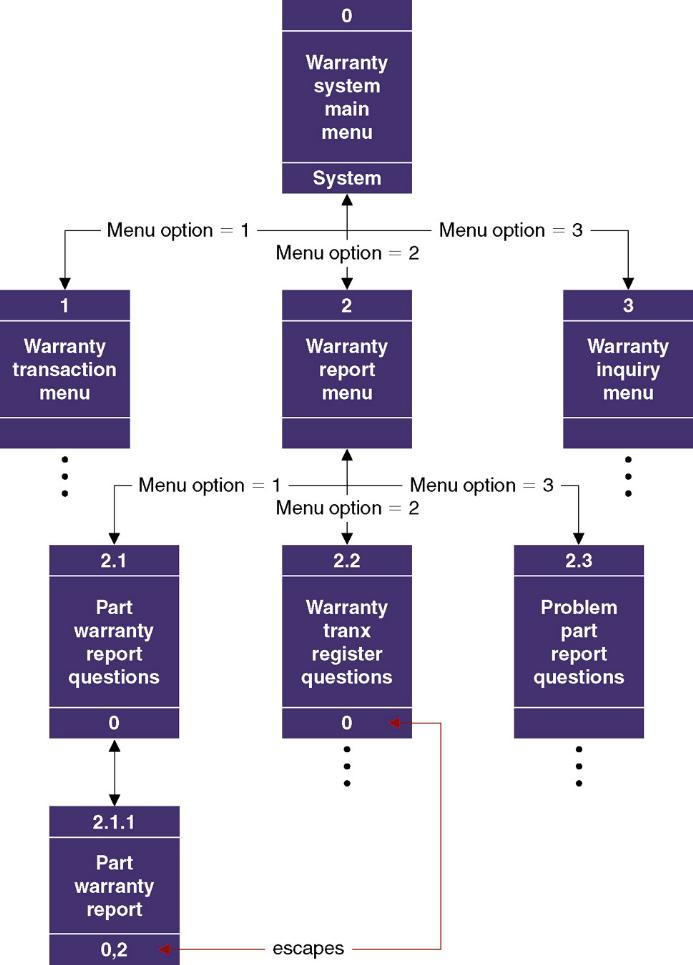 0
Warranty
system
main
menu
System
Menu option = 1
Menu option = 3
Menu option = 2
1
Warranty
transaction
menu
2
Warranty
report
menu
3
Warranty
inquiry
menu
Menu option = 1
Menu option = 3
Menu option = 2
2.1
Part
warranty
report
questions
0
2.2
Warranty
tranx
register
questions
0
2.3
Problem
part
report
questions
2.1.1
Part
warranty
report
0,2
escapes